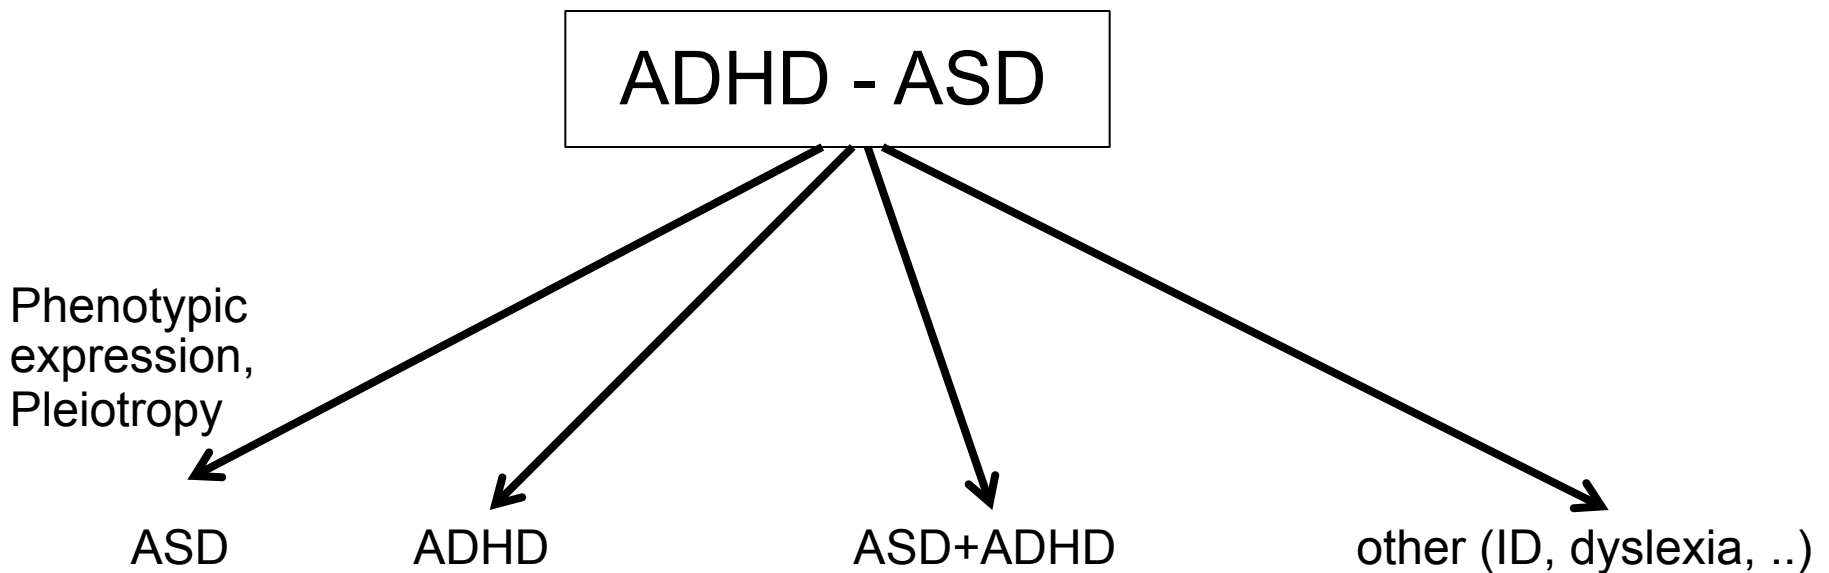 ADHD - ASD
Phenotypic
expression,
Pleiotropy
ASD ADHD ASD+ADHD other (ID, dyslexia, ..)